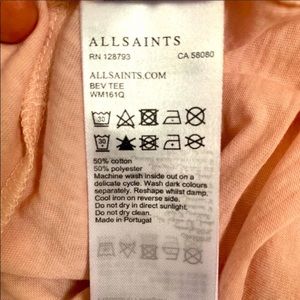 ALLSAINTS
RN 128793 CA 58080
ALLSAINTS.COM
BEV TEE
WM161Q
30
30
50% cotton
50% polyester
Machine wash inside out on a
delicate cycle. Wash dark colours
separately. Reshape whilst damp.
Cool iron on reverse side.
Do not dry in direct sunlight.
Do not dry clean.
Made in Portugal